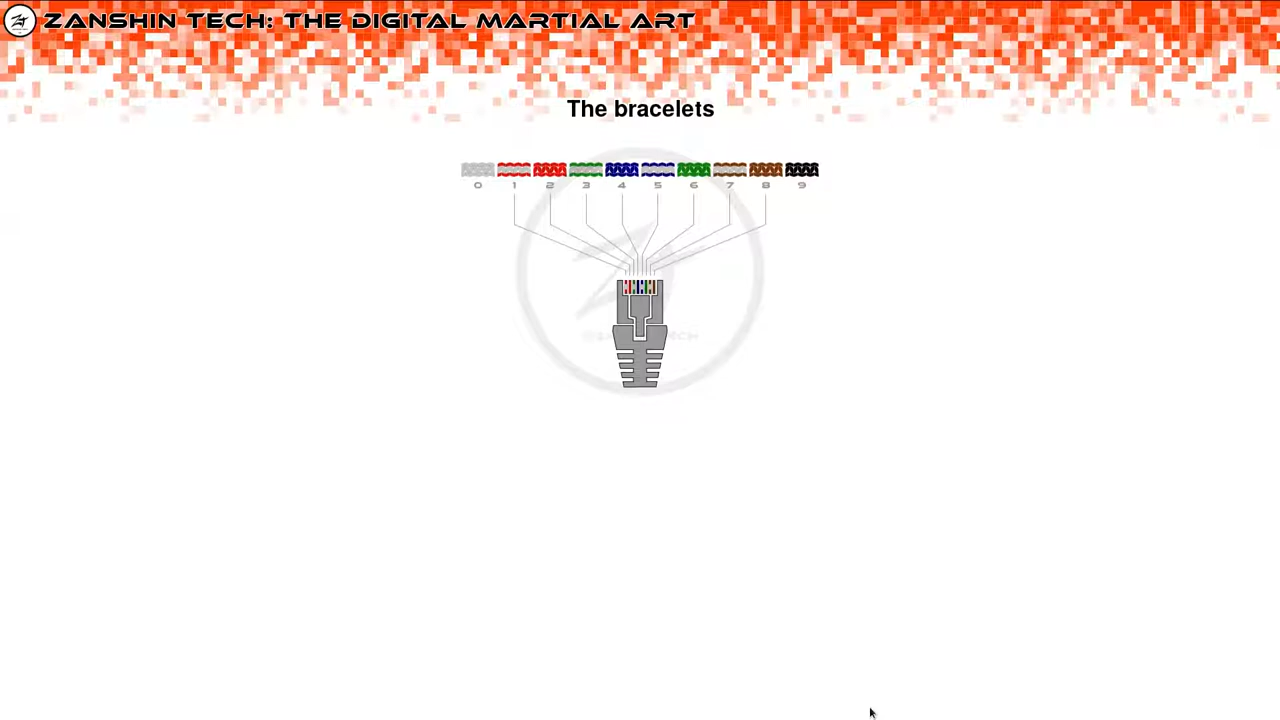 ZANSHIN TECH: THE DIGITAL MARTIAL ART
The bracelets
0 1 2 3 4 5 6 7 8 9